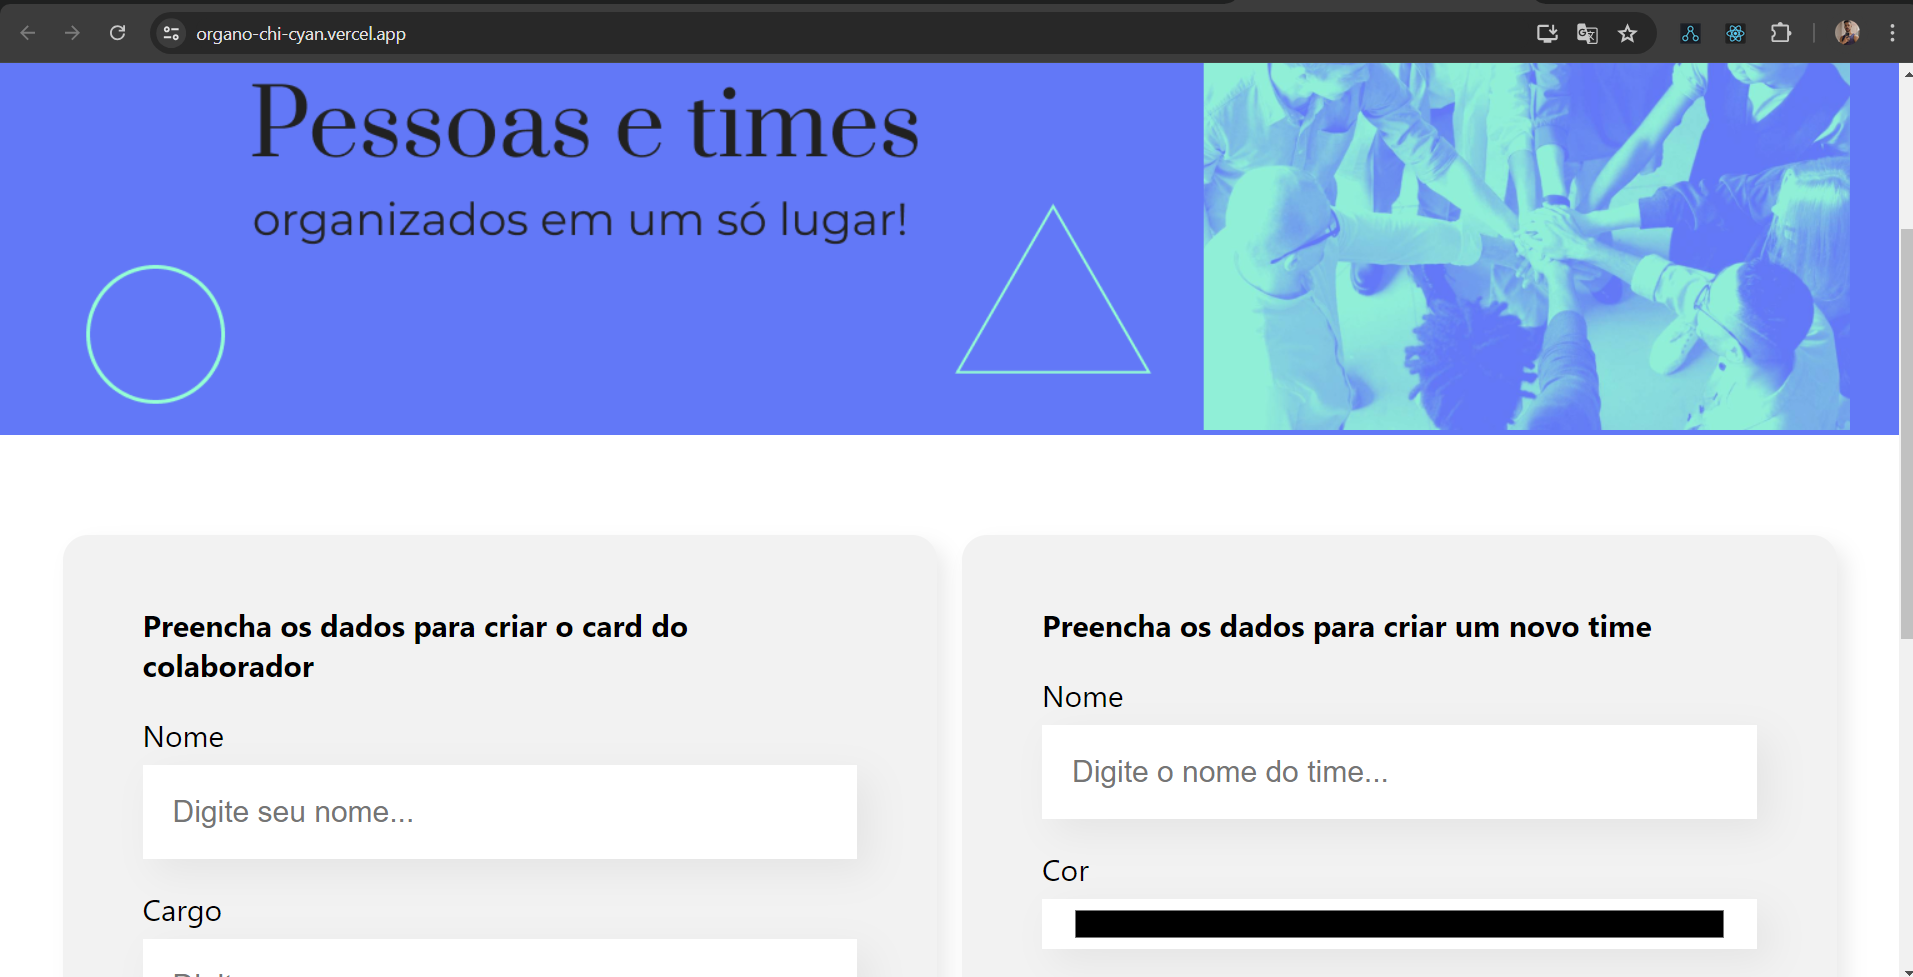 organo-chi-cyan.vercel.app
Pessoas e times
organizados em um só lugar!
Preencha os dados para criar o card do
colaborador
Nome
Digite seu nome...
Cargo
Preencha os dados para criar um novo time
Nome
Digite o nome do time...
Cor